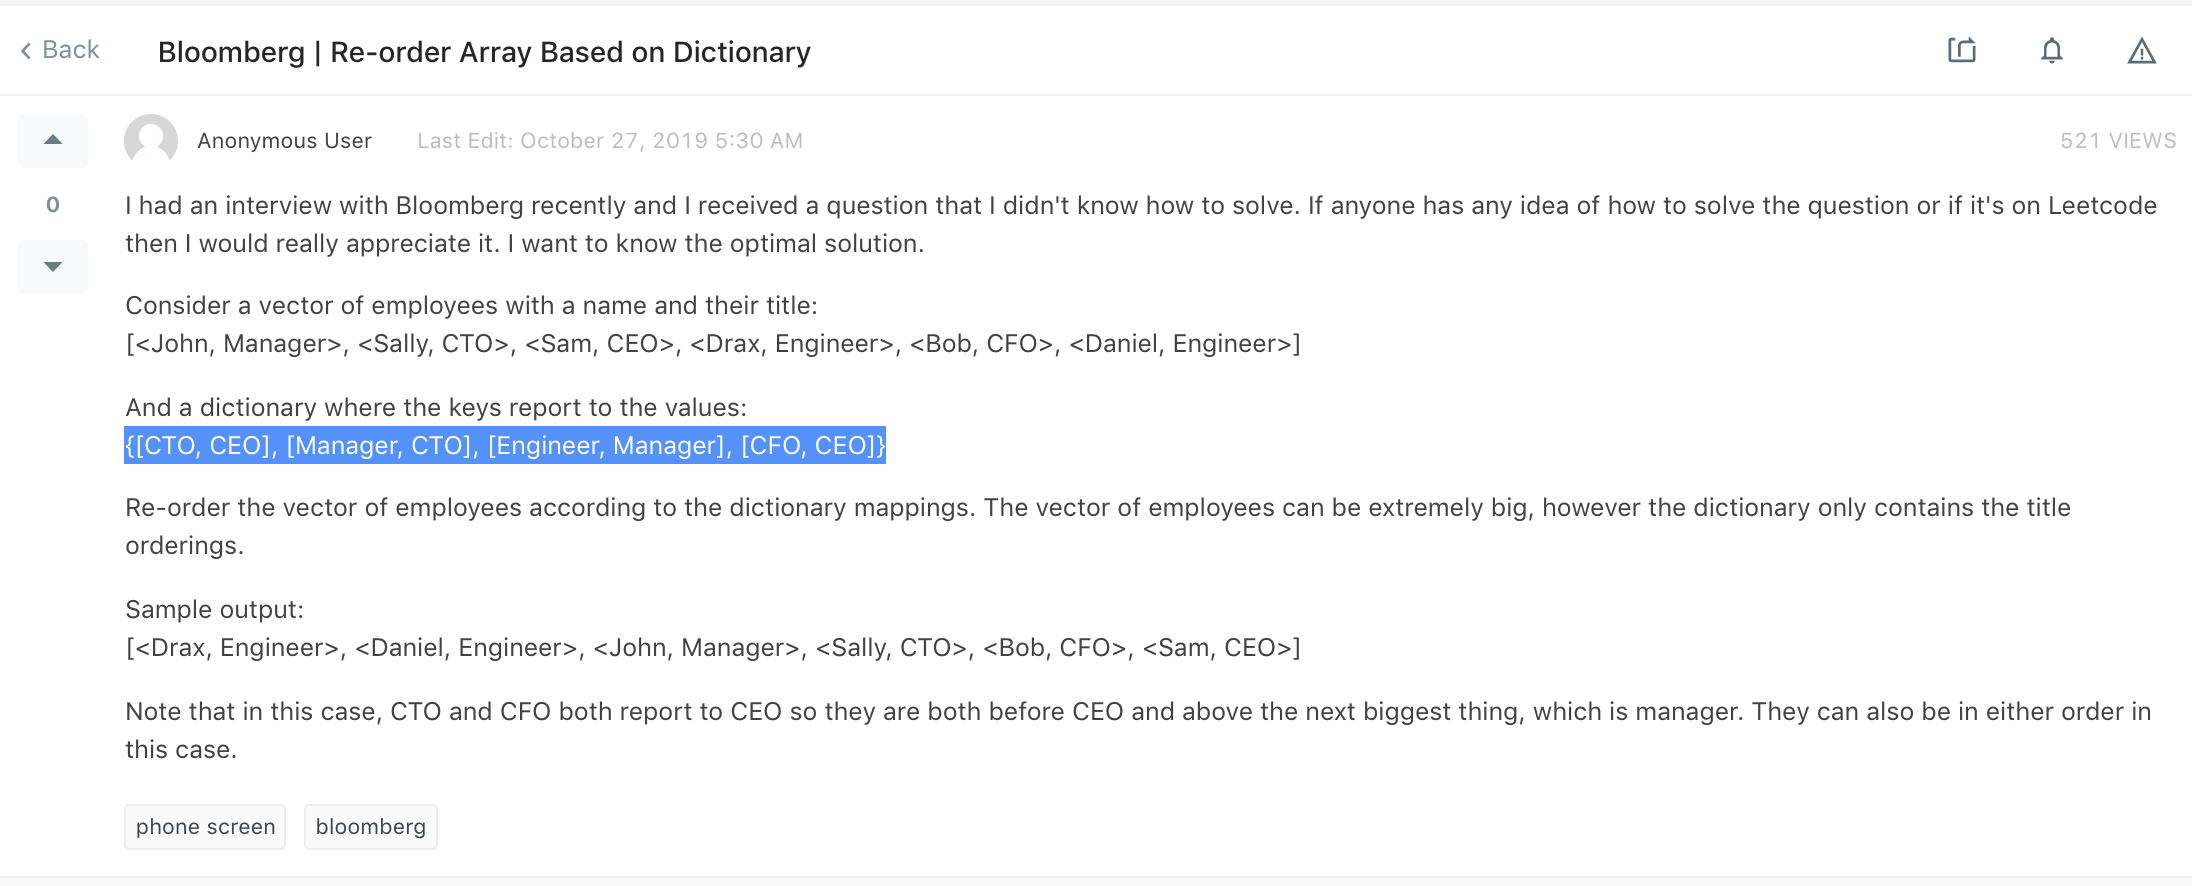 Back
Bloomberg | Re-order Array Based on Dictionary
Anonymous User Last Edit: October 27, 2019 5:30 AM 521 VIEWS
0
I had an interview with Bloomberg recently and I received a question that I didn't know how to solve. If anyone has any idea of how to solve the question or if it's on Leetcode
then I would really appreciate it. I want to know the optimal solution.
Consider a vector of employees with a name and their title:
[<John, Manager>, <Sally, CTO>, <Sam, CEO>, <Drax, Engineer>, <Bob, CFO>, <Daniel, Engineer>]
And a dictionary where the keys report to the values:
{[CTO, CEO], [Manager, CTO], [Engineer, Manager], [CFO, CEO]}
Re-order the vector of employees according to the dictionary mappings. The vector of employees can be extremely big, however the dictionary only contains the title
orderings.
Sample output:
[<Drax, Engineer>, <Daniel, Engineer>, <John, Manager>, <Sally, CTO>, <Bob, CFO>, <Sam, CEO>]
Note that in this case, CTO and CFO both report to CEO so they are both before CEO and above the next biggest thing, which is manager. They can also be in either order in
this case.
phone screen bloomberg